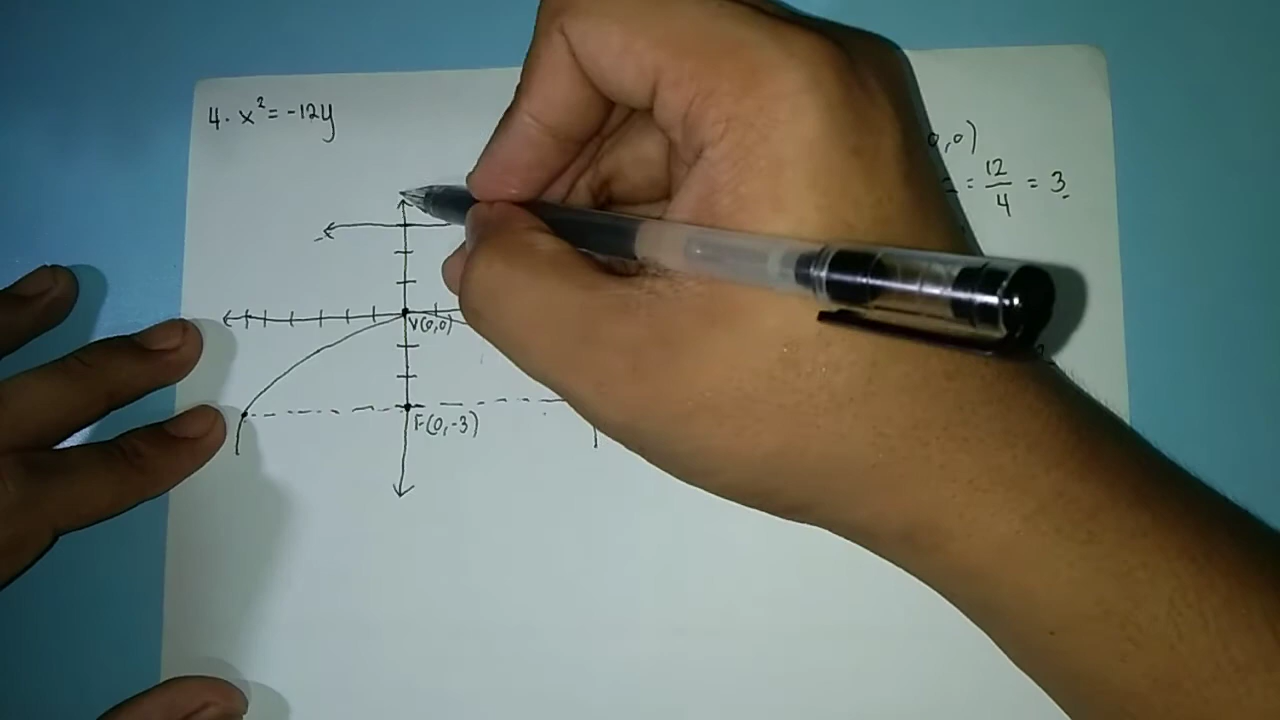 4. x² = -12y
0,0)
= 12/4 = 3
V(0,0)
F(0,-3)